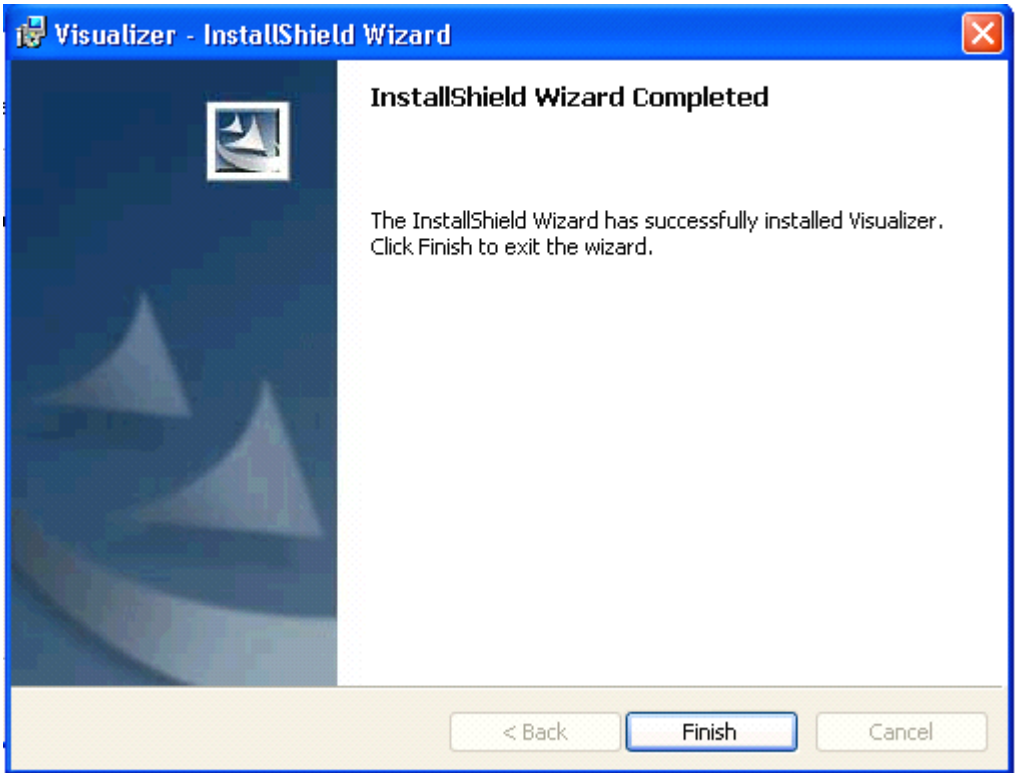 Visualizer - InstallShield Wizard
InstallShield Wizard Completed
The InstallShield Wizard has successfully installed Visualizer.
Click Finish to exit the wizard.
< Back
Finish
Cancel